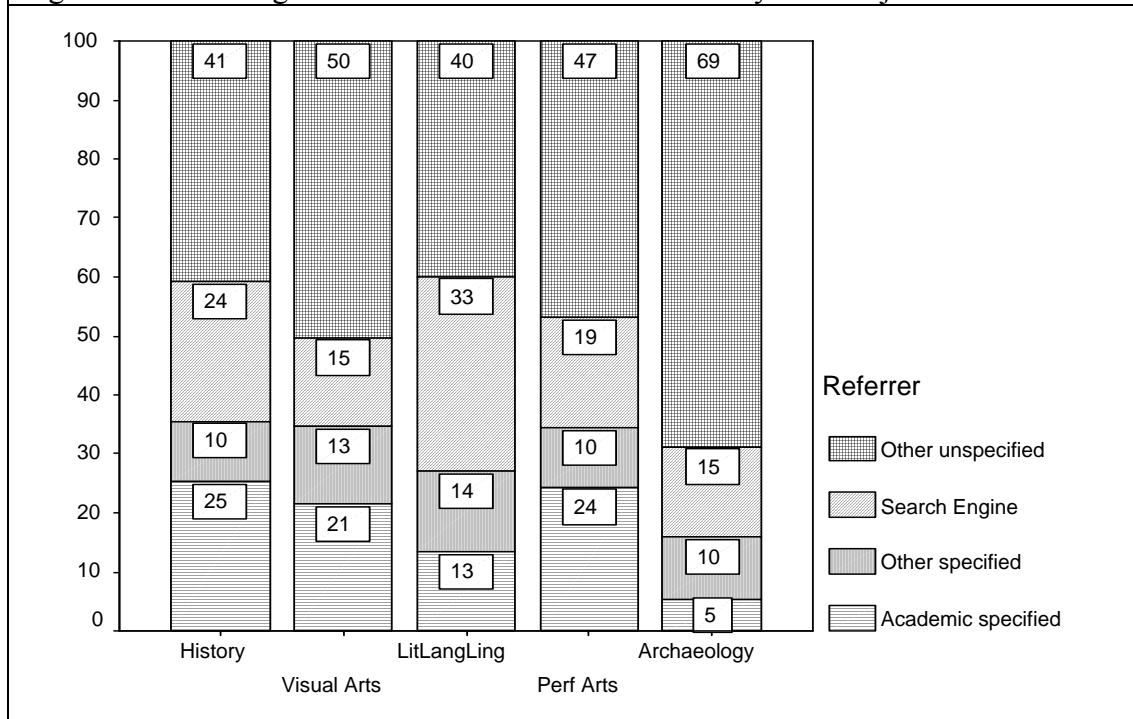 100
90
80
70
60
50
40
30
20
10
0
41 50 40 47 69
24 15 33 19 15
10 13 14 10 10
25 21 13 24 5
History LitLangLing Archaeology
Visual Arts Perf Arts
Referrer
Other unspecified
Search Engine
Other specified
Academic specified